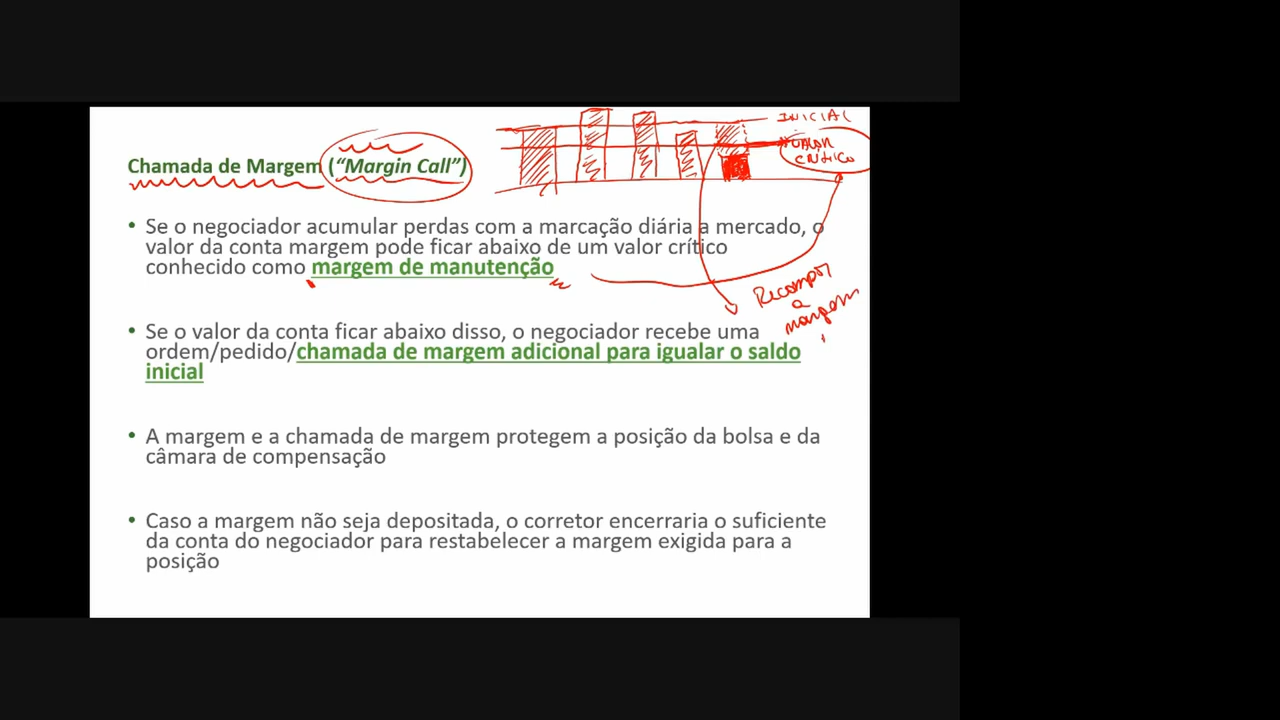 INICIAL
VALOR
CRÍTICO
Chamada de Margem (“Margin Call”)
• Se o negociador acumular perdas com a marcação diária a mercado, o
valor da conta margem pode ficar abaixo de um valor crítico
conhecido como margem de manutenção
Recompor
a
margem
• Se o valor da conta ficar abaixo disso, o negociador recebe uma
ordem/pedido/chamada de margem adicional para igualar o saldo
inicial
• A margem e a chamada de margem protegem a posição da bolsa e da
câmara de compensação
• Caso a margem não seja depositada, o corretor encerraria o suficiente
da conta do negociador para restabelecer a margem exigida para a
posição